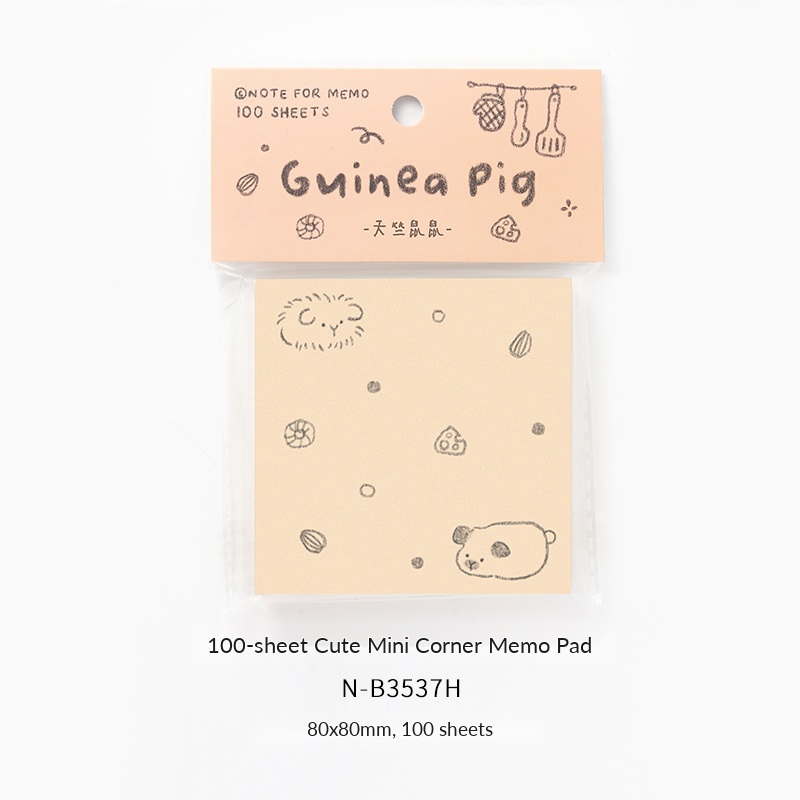 ©NOTE FOR MEMO
100 SHEETS
Guinea Pig
-天竺鼠鼠-
100-sheet Cute Mini Corner Memo Pad
N-B3537H
80x80mm, 100 sheets